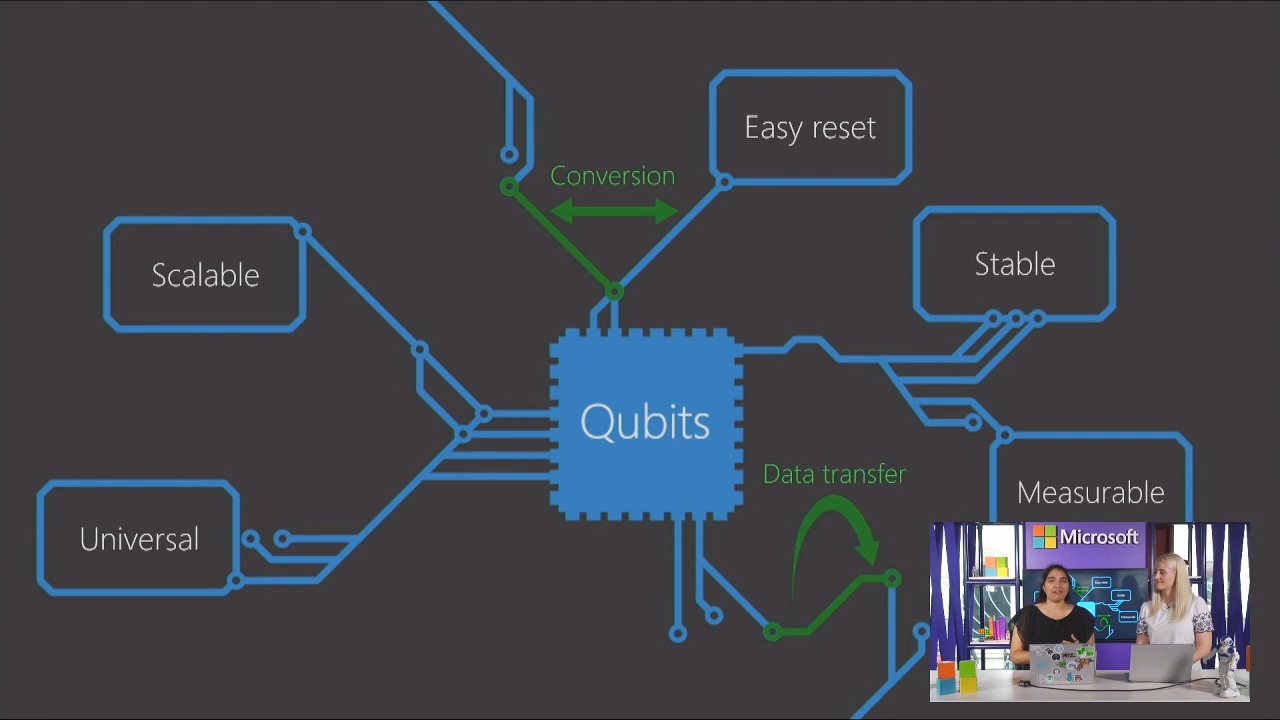 Easy reset
Conversion
Stable
Scalable
Qubits
Data transfer
Measurable
Universal
Microsoft